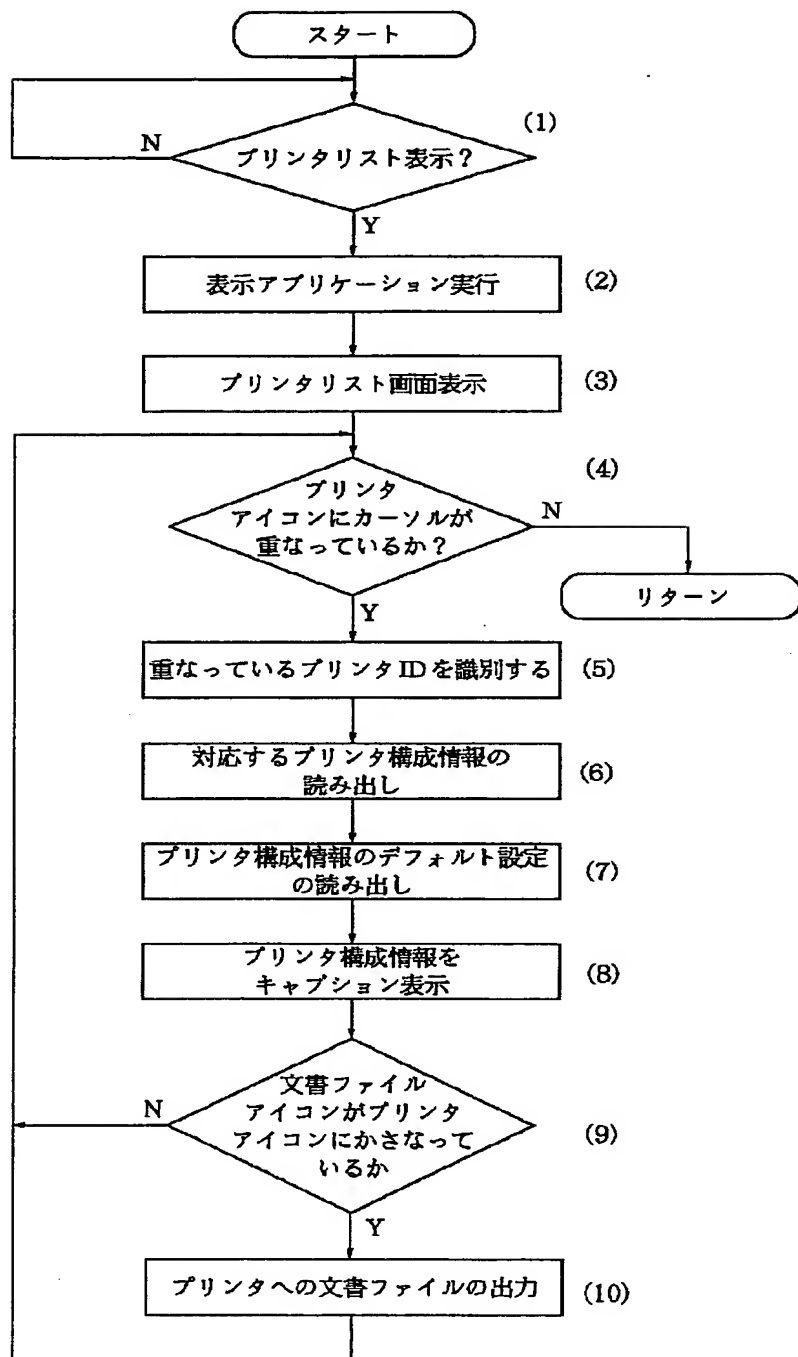 スタート
(1)
N
プリンタリスト表示？
Y
表示アプリケーション実行
(2)
プリンタリスト画面表示
(3)
(4)
プリンタ
アイコンにカーソルが
重なっているか？
N
Y
リターン
重なっているプリンタIDを識別する
(5)
対応するプリンタ構成情報の
読み出し
(6)
プリンタ構成情報のデフォルト設定
の読み出し
(7)
プリンタ構成情報を
キャプション表示
(8)
文書ファイル
アイコンがプリンタ
アイコンにかさなって
いるか
N
(9)
Y
プリンタへの文書ファイルの出力
(10)